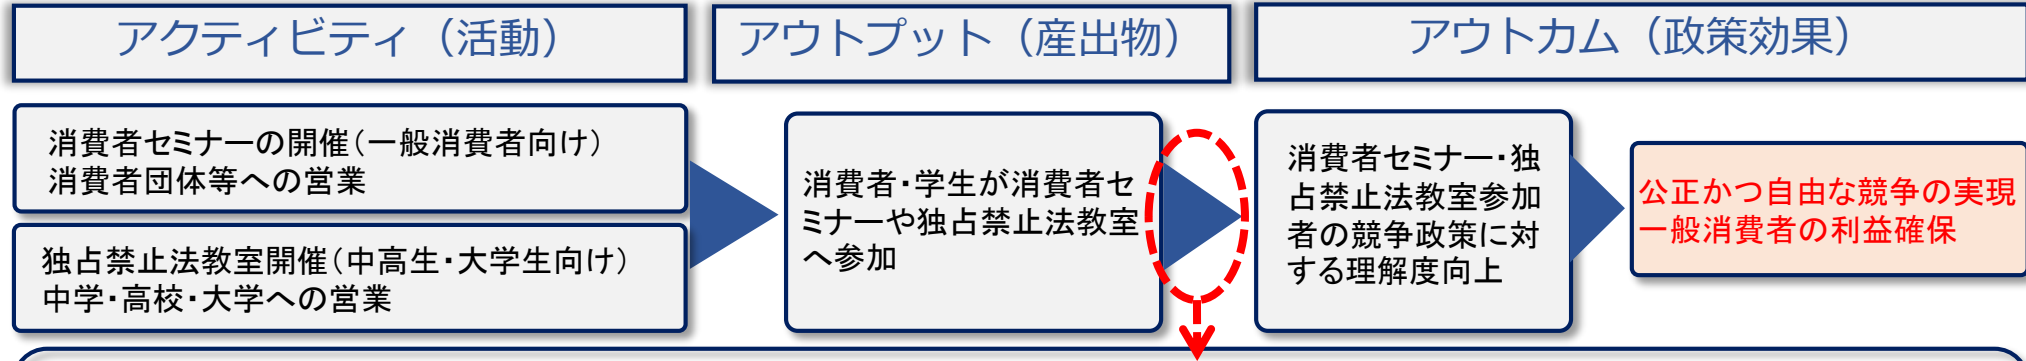 アクティビティ（活動）
アウトプット（産出物）
アウトカム（政策効果）
消費者セミナーの開催（一般消費者向け）
消費者団体等への営業
独占禁止法教室開催（中高生・大学生向け）
中学・高校・大学への営業
消費者・学生が消費者セ
ミナーや独占禁止法教室
へ参加
消費者セミナー・独
占禁止法教室参加
者の競争政策に対
する理解度向上
公正かつ自由な競争の実現
一般消費者の利益確保